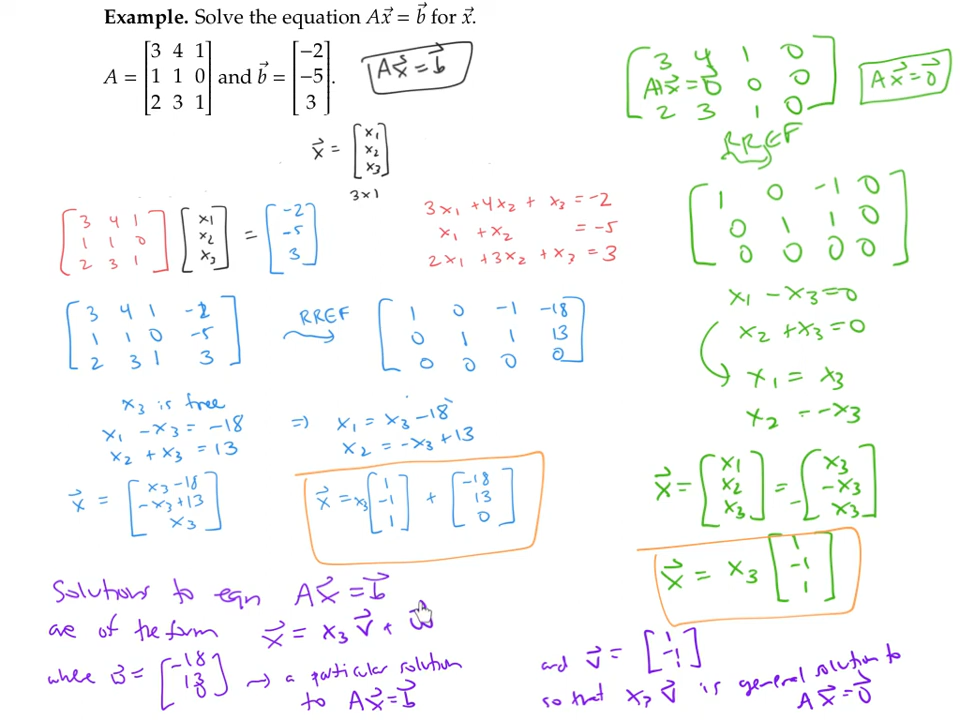 Example. Solve the equation Ax⃗ = b⃗ for x⃗.
A = [3 4 1
1 1 0
2 3 1] and b⃗ = [−2
−5
3].
Ax⃗ = b⃗
x⃗ = [x₁
x₂
x₃]
3x1
[3 4 1
1 1 0
2 3 1] [x₁
x₂
x₃] = [−2
−5
3]
3x₁ + 4x₂ + x₃ = −2
x₁ + x₂ = −5
2x₁ + 3x₂ + x₃ = 3
[3 4 1 −2
1 1 0 −5
2 3 1 3]
RREF
[1 0 −1 −18
0 1 1 13
0 0 0 0]
x₃ is free
x₁ − x₃ = −18
x₂ + x₃ = 13
⇒ x₁ = x₃ − 18
x₂ = −x₃ + 13
x⃗ = [x₃ − 18
−x₃ + 13
x₃]
x⃗ = x₃ [1
−1
1] + [−18
13
0]
[3 4 1 0
Ax⃗ = 0⃗ 0 0
2 3 1 0]
Ax⃗ = 0⃗
RREF
[1 0 −1 0
0 1 1 0
0 0 0 0]
x₁ − x₃ = 0
x₂ + x₃ = 0
x₁ = x₃
x₂ = −x₃
x⃗ = [x₁
x₂
x₃] = [x₃
−x₃
x₃]
x⃗ = x₃ [1
−1
1]
Solutions to eqn Ax⃗ = b⃗
are of the form x⃗ = x₃ v⃗ + w⃗
where w⃗ = [−18
13
0] → a particular solution
to Ax⃗ = b⃗
and v⃗ = [1
−1
1]
so that x₃ v⃗ is general solution to
Ax⃗ = 0⃗